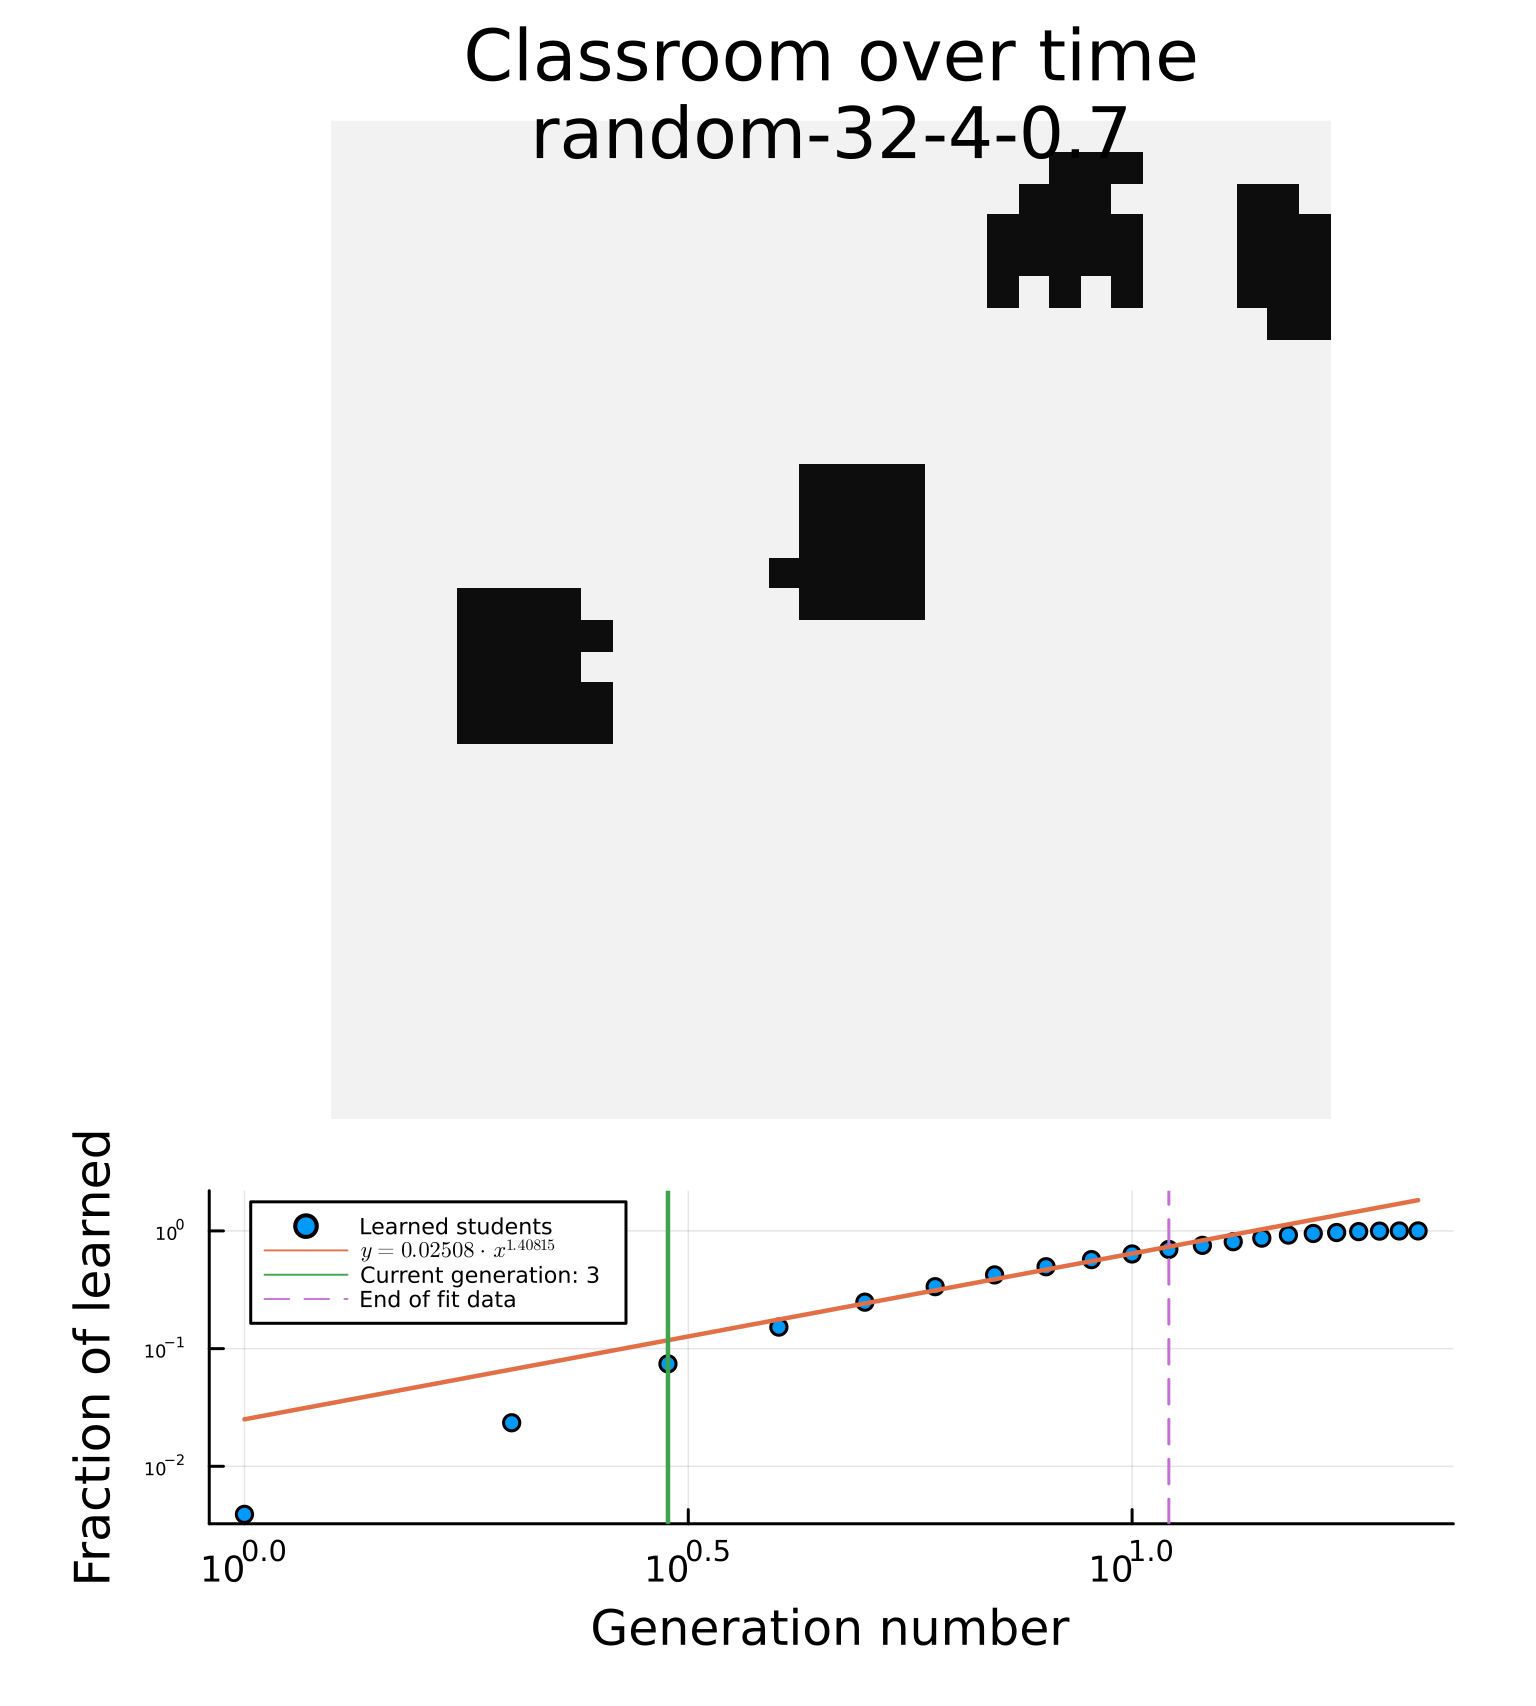 Classroom over time
random-32-4-0.7
Fraction of learned
10⁰
10⁻¹
10⁻²
Learned students
y = 0.02508 · x^1.40815
Current generation: 3
End of fit data
10^0.0
10^0.5
10^1.0
Generation number